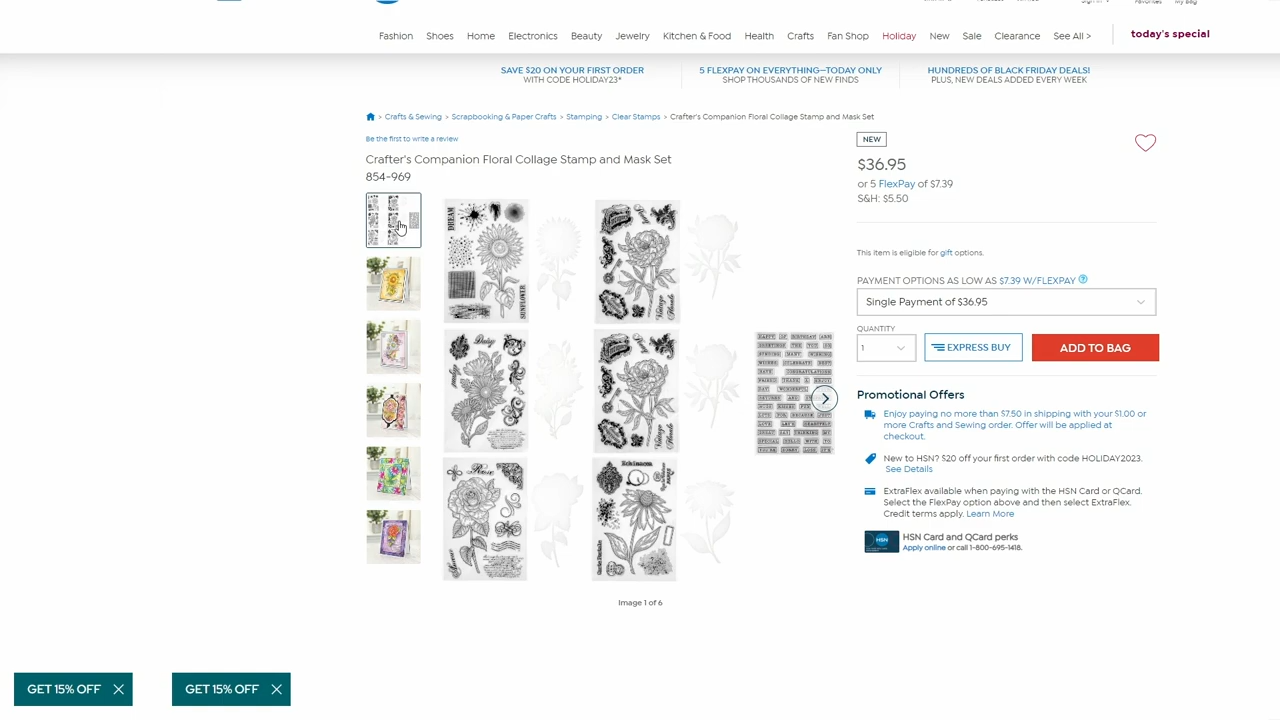 Fashion Shoes Home Electronics Beauty Jewelry Kitchen & Food Health Crafts Fan Shop Holiday New Sale Clearance See All > today's special
SAVE $20 ON YOUR FIRST ORDER
WITH CODE HOLIDAY23*
5 FLEXPAY ON EVERYTHING—TODAY ONLY
SHOP THOUSANDS OF NEW FINDS
HUNDREDS OF BLACK FRIDAY DEALS!
PLUS, NEW DEALS ADDED EVERY WEEK
> Crafts & Sewing > Scrapbooking & Paper Crafts > Stamping > Clear Stamps > Crafter's Companion Floral Collage Stamp and Mask Set
Be the first to write a review
Crafter's Companion Floral Collage Stamp and Mask Set
854-969
DREAM
SUNFLOWER
Daisy
Rose
Echinacea
Image 1 of 6
NEW
$36.95
or 5 FlexPay of $7.39
S&H: $5.50
This item is eligible for gift options.
PAYMENT OPTIONS AS LOW AS $7.39 W/FLEXPAY ?
Single Payment of $36.95
QUANTITY
1
EXPRESS BUY
ADD TO BAG
Promotional Offers
Enjoy paying no more than $7.50 in shipping with your $1.00 or
more Crafts and Sewing order. Offer will be applied at
checkout.
New to HSN? $20 off your first order with code HOLIDAY2023.
See Details
ExtraFlex available when paying with the HSN Card or QCard.
Select the FlexPay option above and then select ExtraFlex.
Credit terms apply. Learn More
HSN
HSN Card and QCard perks
Apply online or call 1-800-695-1418.
GET 15% OFF
GET 15% OFF